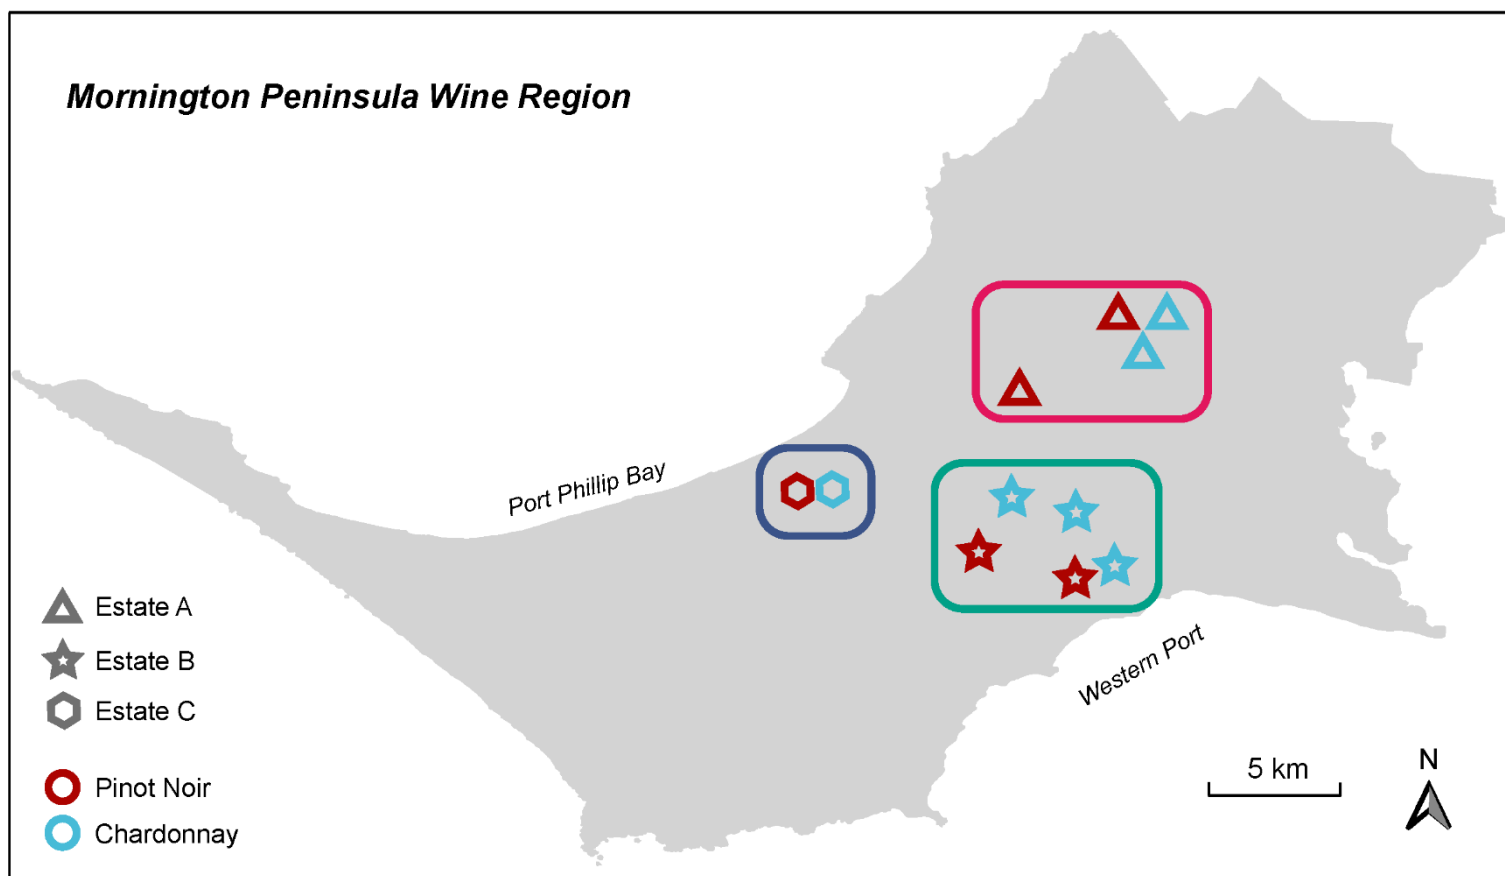 Mornington Peninsula Wine Region
Port Phillip Bay
Western Port
Estate A
Estate B
Estate C
Pinot Noir
Chardonnay
5 km
N